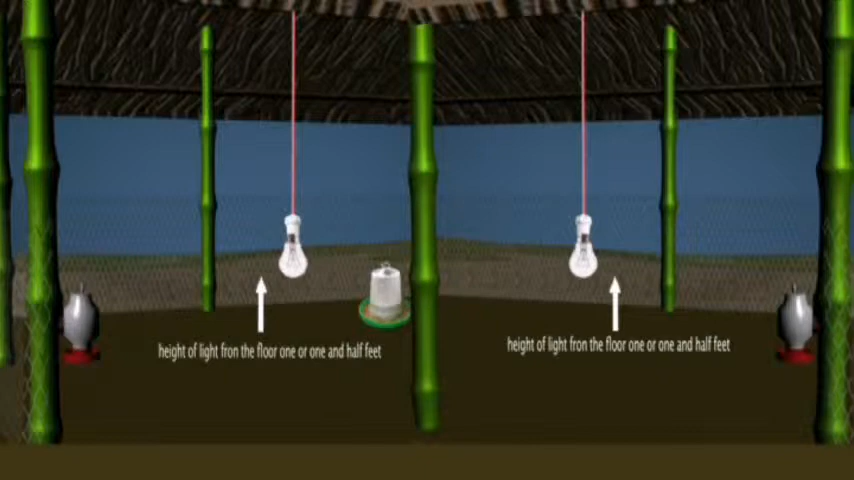 height of light fron the floor one or one and half feet
height of light fron the floor one or one and half feet